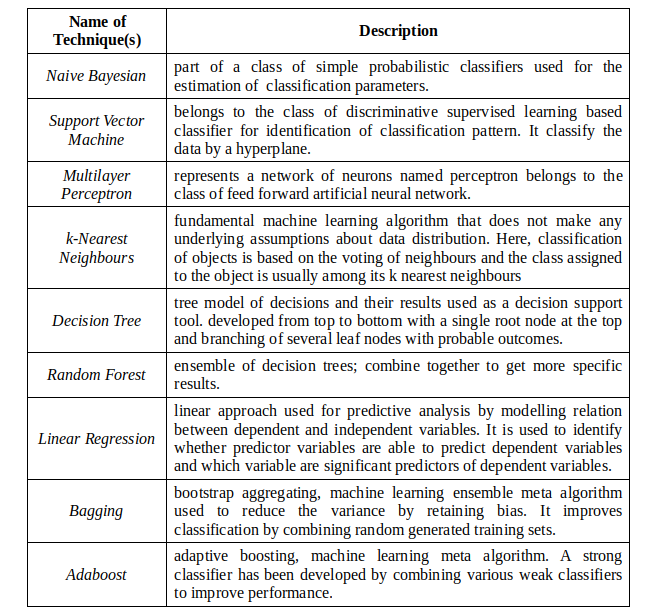 Name of
Technique(s)
Description
Naive Bayesian
part of a class of simple probabilistic classifiers used for the
estimation of classification parameters.
Support Vector
Machine
belongs to the class of discriminative supervised learning based
classifier for identification of classification pattern. It classify the
data by a hyperplane.
Multilayer
Perceptron
represents a network of neurons named perceptron belongs to the
class of feed forward artificial neural network.
k-Nearest
Neighbours
fundamental machine learning algorithm that does not make any
underlying assumptions about data distribution. Here, classification
of objects is based on the voting of neighbours and the class assigned
to the object is usually among its k nearest neighbours
Decision Tree
tree model of decisions and their results used as a decision support
tool. developed from top to bottom with a single root node at the top
and branching of several leaf nodes with probable outcomes.
Random Forest
ensemble of decision trees; combine together to get more specific
results.
Linear Regression
linear approach used for predictive analysis by modelling relation
between dependent and independent variables. It is used to identify
whether predictor variables are able to predict dependent variables
and which variable are significant predictors of dependent variables.
Bagging
bootstrap aggregating, machine learning ensemble meta algorithm
used to reduce the variance by retaining bias. It improves
classification by combining random generated training sets.
Adaboost
adaptive boosting, machine learning meta algorithm. A strong
classifier has been developed by combining various weak classifiers
to improve performance.